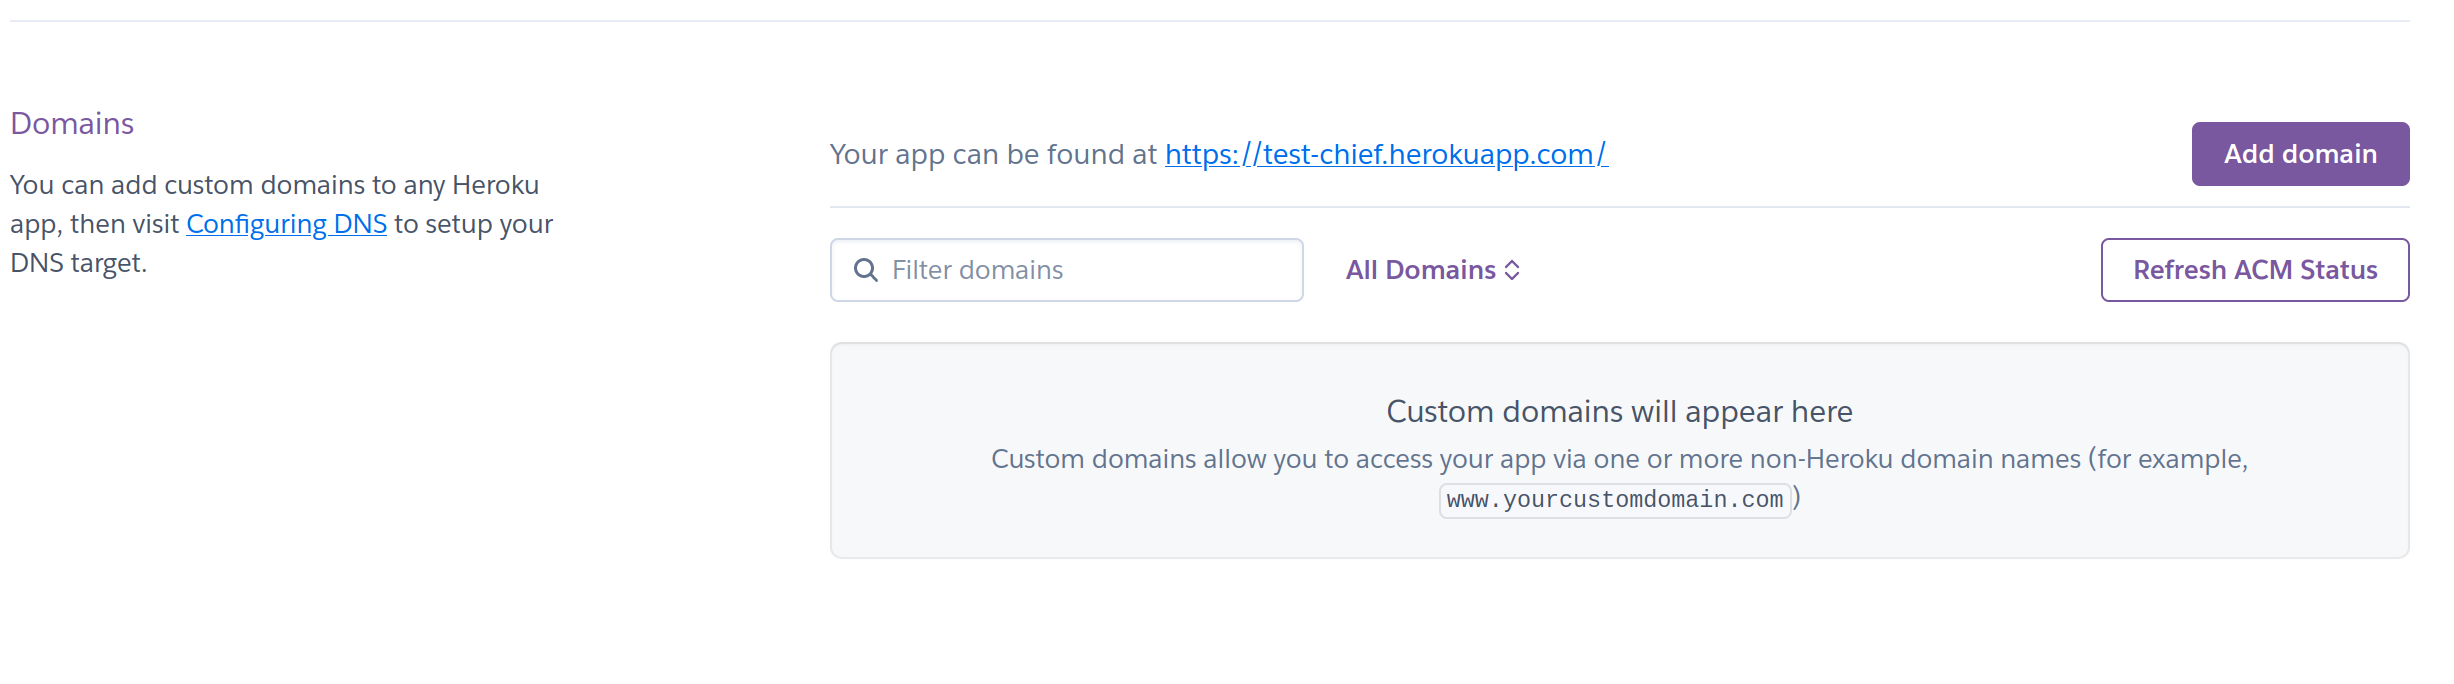 Domains
You can add custom domains to any Heroku
app, then visit Configuring DNS to setup your
DNS target.
Your app can be found at https://test-chief.herokuapp.com/
Add domain
Filter domains
All Domains
Refresh ACM Status
Custom domains will appear here
Custom domains allow you to access your app via one or more non-Heroku domain names (for example,
www.yourcustomdomain.com)